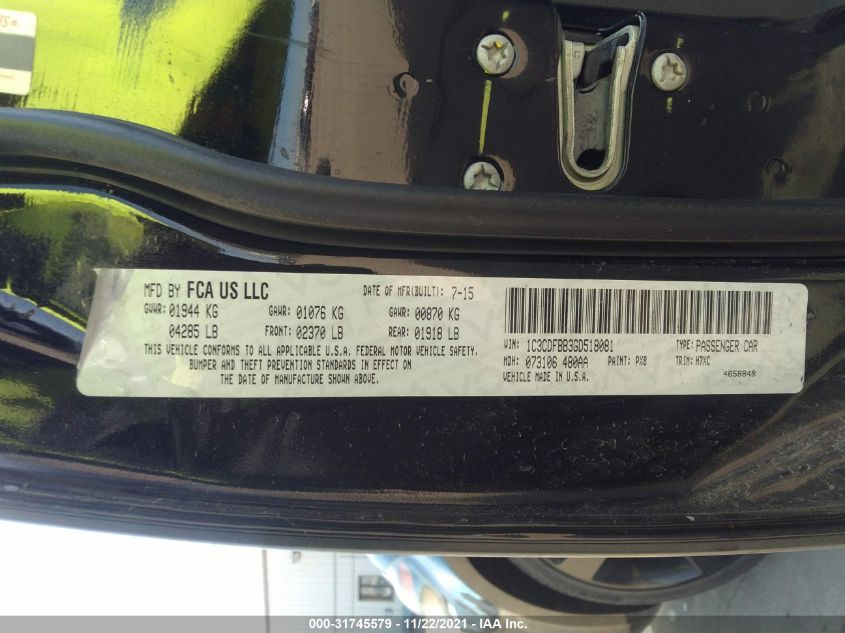 MFD BY FCA US LLC DATE OF MFR(BUILT): 7-15
GVWR: 01944 KG GAWR: 01076 KG GAWR: 00870 KG
04285 LB FRONT: 02370 LB REAR: 01918 LB
THIS VEHICLE CONFORMS TO ALL APPLICABLE U.S.A. FEDERAL MOTOR VEHICLE SAFETY,
BUMPER AND THEFT PREVENTION STANDARDS IN EFFECT ON
THE DATE OF MANUFACTURE SHOWN ABOVE.
VIN: 1C3CDFBB3GD518081 TYPE: PASSENGER CAR
MDH: 073106 480AA PAINT: PX8 TRIM: H7XC
VEHICLE MADE IN U.S.A. 4658848
000-31745579 - 11/22/2021 - IAA Inc.